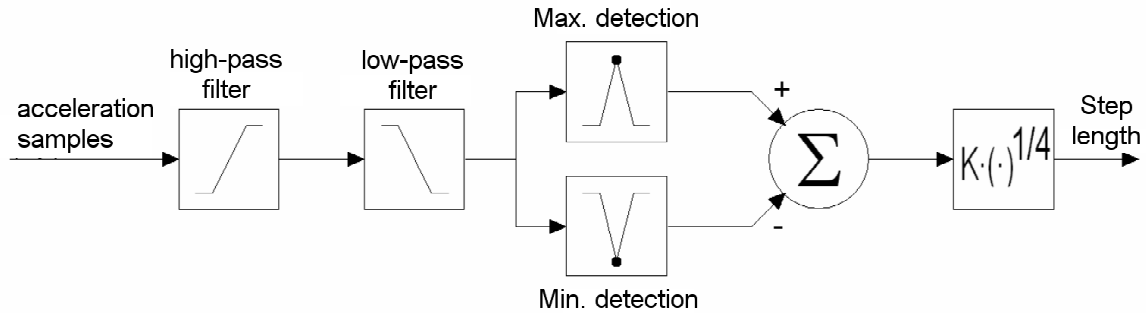 Max. detection
high-pass
filter
low-pass
filter
acceleration
samples
+
Σ
-
K·(·)^1/4
Step
length
Min. detection